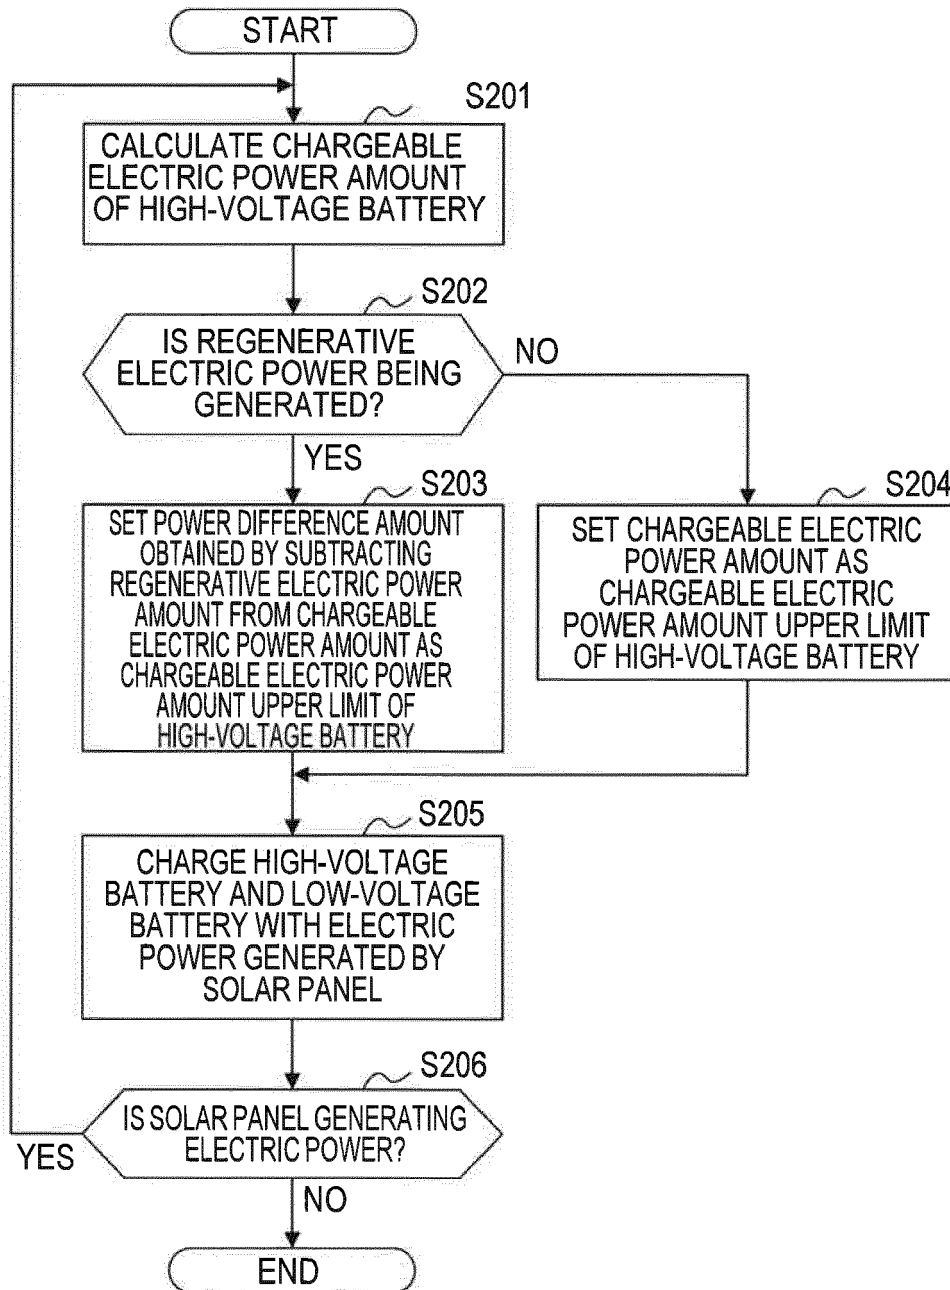 START
S201
CALCULATE CHARGEABLE
ELECTRIC POWER AMOUNT
OF HIGH-VOLTAGE BATTERY
S202
IS REGENERATIVE
ELECTRIC POWER BEING
GENERATED?
NO
YES
S203
SET POWER DIFFERENCE AMOUNT
OBTAINED BY SUBTRACTING
REGENERATIVE ELECTRIC POWER
AMOUNT FROM CHARGEABLE
ELECTRIC POWER AMOUNT AS
CHARGEABLE ELECTRIC POWER
AMOUNT UPPER LIMIT OF
HIGH-VOLTAGE BATTERY
S204
SET CHARGEABLE ELECTRIC
POWER AMOUNT AS
CHARGEABLE ELECTRIC
POWER AMOUNT UPPER LIMIT
OF HIGH-VOLTAGE BATTERY
S205
CHARGE HIGH-VOLTAGE
BATTERY AND LOW-VOLTAGE
BATTERY WITH ELECTRIC
POWER GENERATED BY
SOLAR PANEL
S206
IS SOLAR PANEL GENERATING
ELECTRIC POWER?
YES
NO
END